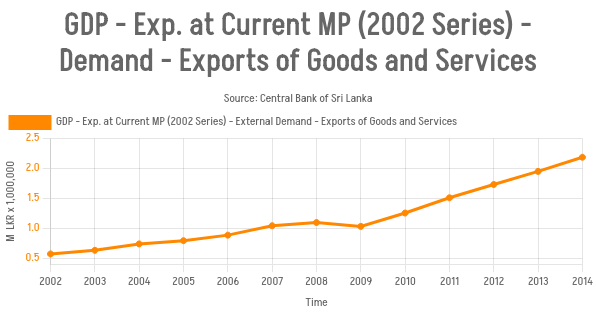 GDP - Exp. at Current MP (2002 Series) -
Demand - Exports of Goods and Services
Source: Central Bank of Sri Lanka
GDP - Exp. at Current MP (2002 Series) - External Demand - Exports of Goods and Services
M LKR x 1,000,000
2.5
2.0
1.5
1.0
0.5
2002 2003 2004 2005 2006 2007 2008 2009 2010 2011 2012 2013 2014
Time